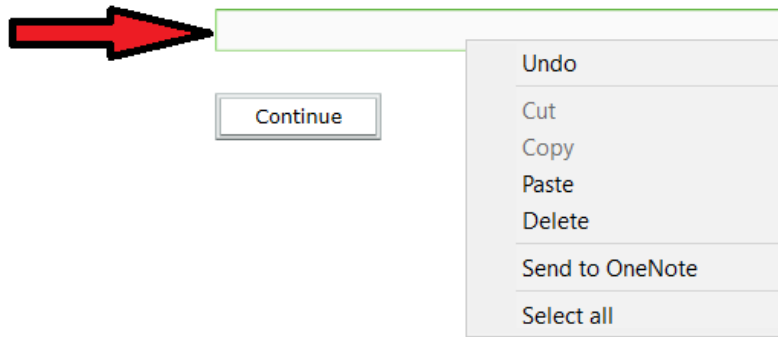 Undo
Continue
Cut
Copy
Paste
Delete
Send to OneNote
Select all